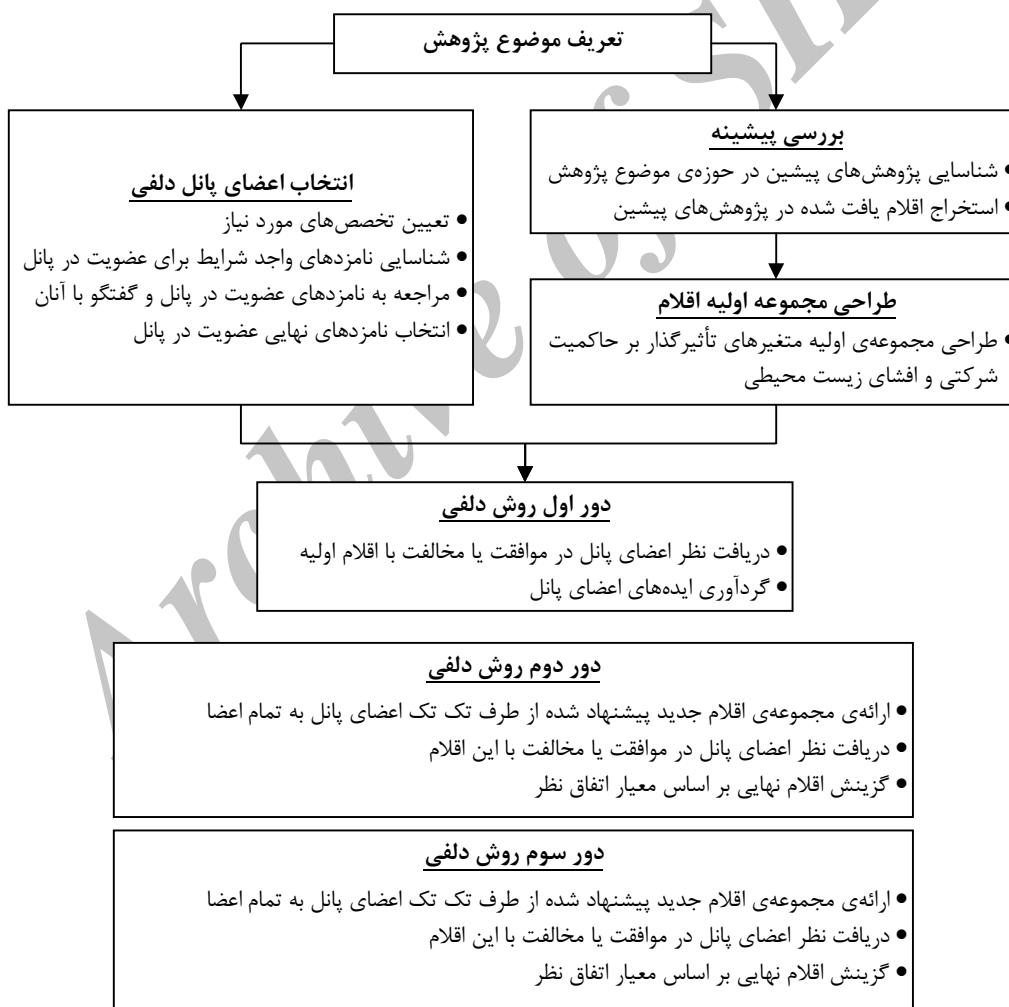 تعریف موضوع پژوهش
بررسی پیشینه
• شناسایی پژوهش‌های پیشین در حوزه‌ی موضوع پژوهش
• استخراج اقلام یافت شده در پژوهش‌های پیشین
انتخاب اعضای پانل دلفی
• تعیین تخصص‌های مورد نیاز
• شناسایی نامزدهای واجد شرایط برای عضویت در پانل
• مراجعه به نامزدهای عضویت در پانل و گفتگو با آنان
• انتخاب نامزدهای نهایی عضویت در پانل
طراحی مجموعه اولیه اقلام
• طراحی مجموعه‌ی اولیه متغیرهای تأثیرگذار بر حاکمیت
شرکتی و افشای زیست محیطی
دور اول روش دلفی
• دریافت نظر اعضای پانل در موافقت یا مخالفت با اقلام اولیه
• گردآوری ایده‌های اعضای پانل
دور دوم روش دلفی
• ارائه‌ی مجموعه‌ی اقلام جدید پیشنهاد شده از طرف تک تک اعضای پانل به تمام اعضا
• دریافت نظر اعضای پانل در موافقت یا مخالفت با این اقلام
• گزینش اقلام نهایی بر اساس معیار اتفاق نظر
دور سوم روش دلفی
• ارائه‌ی مجموعه‌ی اقلام جدید پیشنهاد شده از طرف تک تک اعضای پانل به تمام اعضا
• دریافت نظر اعضای پانل در موافقت یا مخالفت با این اقلام
• گزینش اقلام نهایی بر اساس معیار اتفاق نظر
Archive of